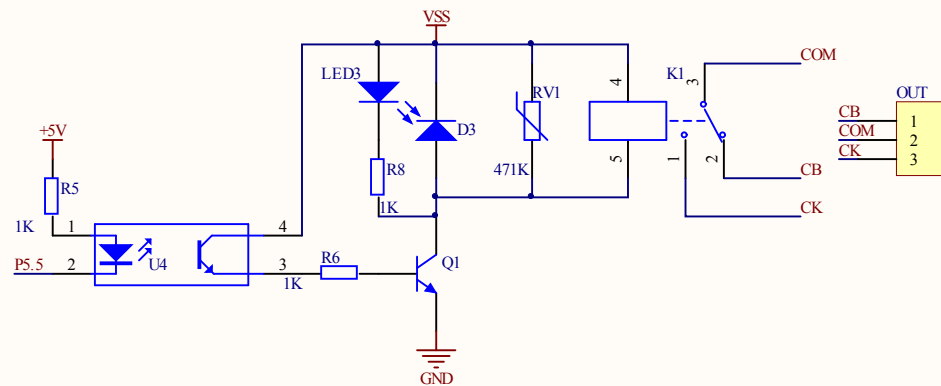 VSS
LED3
4
K1
3
COM
RV1
OUT
+5V
D3
CB
1
COM
2
CK
3
R5
R8
471K
5
1
2
CB
1K
1
4
1K
CK
P5.5
2
U4
3
R6
1K
Q1
GND